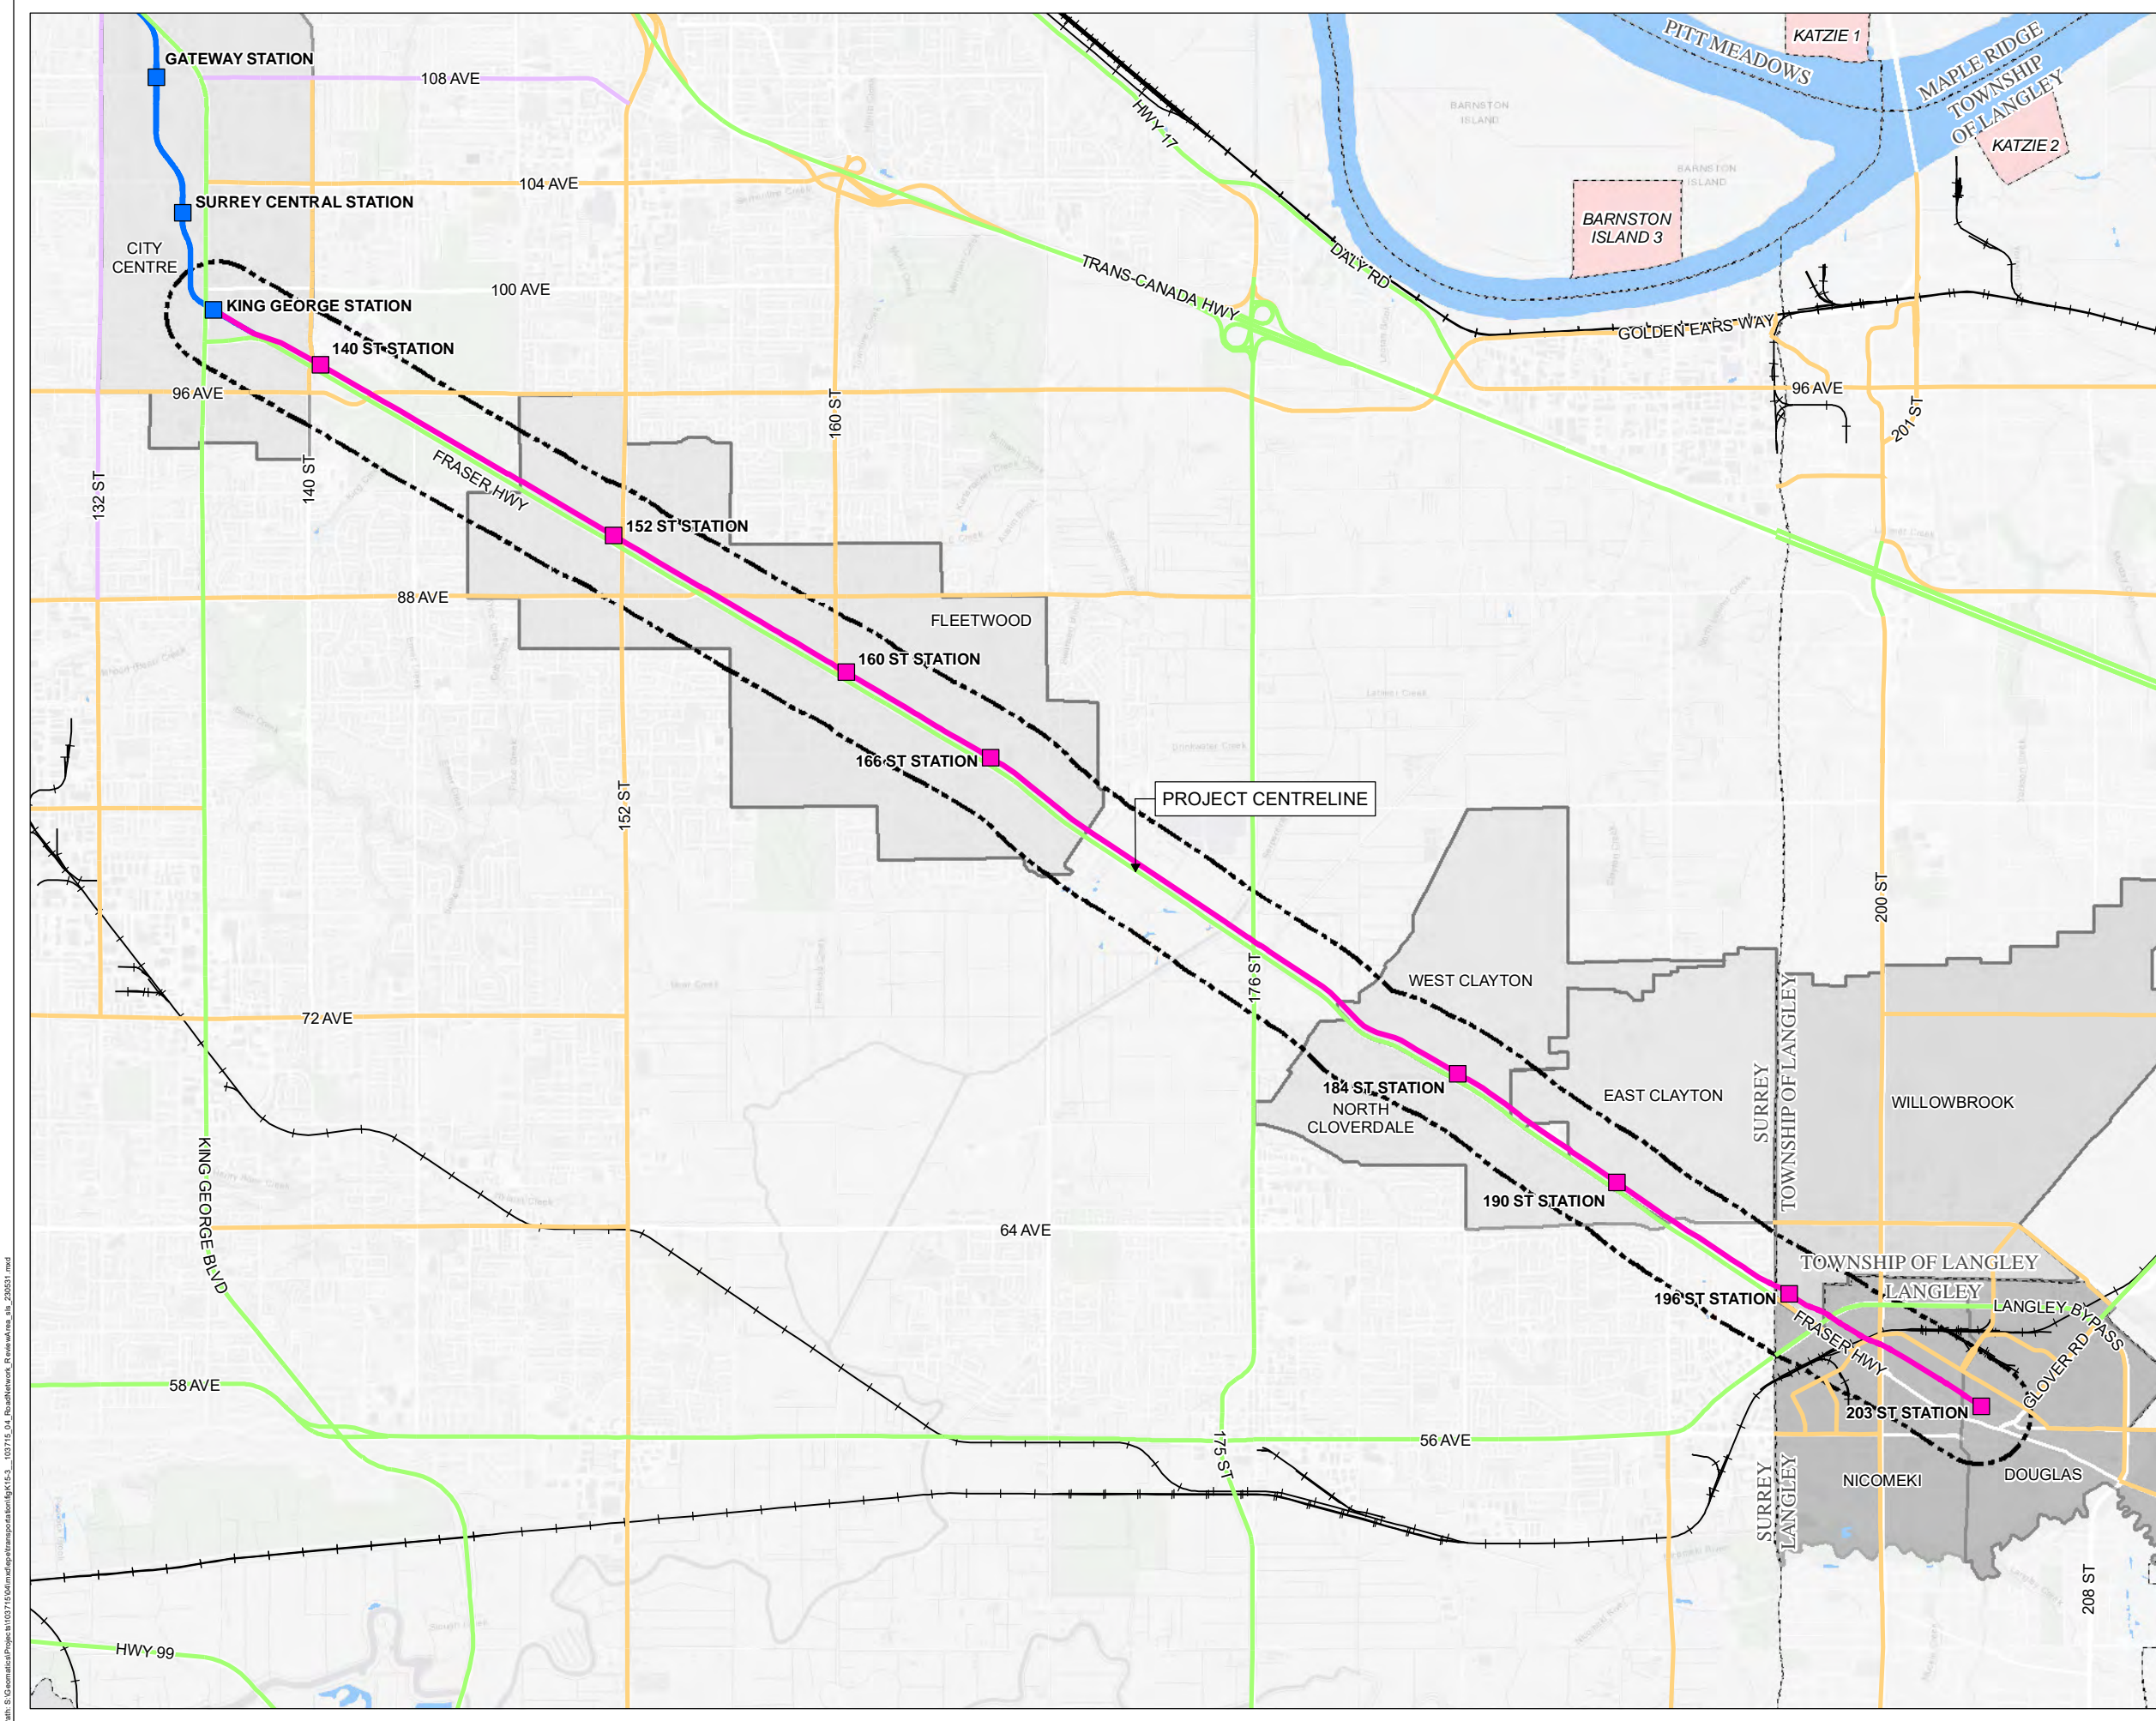 GATEWAY STATION
108 AVE
HWY 17
PITT MEADOWS
KATZIE 1
MAPLE RIDGE
TOWNSHIP
OF LANGLEY
KATZIE 2
BARNSTON
ISLAND
BARNSTON
ISLAND
104 AVE
SURREY CENTRAL STATION
BARNSTON
ISLAND 3
CITY
CENTRE
TRANS-CANADA HWY
DALY RD
100 AVE
KING GEORGE STATION
GOLDEN EARS WAY
140 ST STATION
96 AVE
160 ST
96 AVE
201 ST
132 ST
140 ST
FRASER HWY
152 ST STATION
88 AVE
FLEETWOOD
160 ST STATION
166 ST STATION
152 ST
PROJECT CENTRELINE
200 ST
176 ST
WEST CLAYTON
72 AVE
184 ST STATION
NORTH
CLOVERDALE
EAST CLAYTON
SURREY
TOWNSHIP OF LANGLEY
WILLOWBROOK
KING GEORGE BLVD
190 ST STATION
64 AVE
TOWNSHIP OF LANGLEY
LANGLEY
196 ST STATION
LANGLEY BYPASS
FRASER HWY
GLOVER RD
58 AVE
203 ST STATION
56 AVE
175 ST
SURREY
LANGLEY
NICOMEKI
DOUGLAS
208 ST
HWY 99